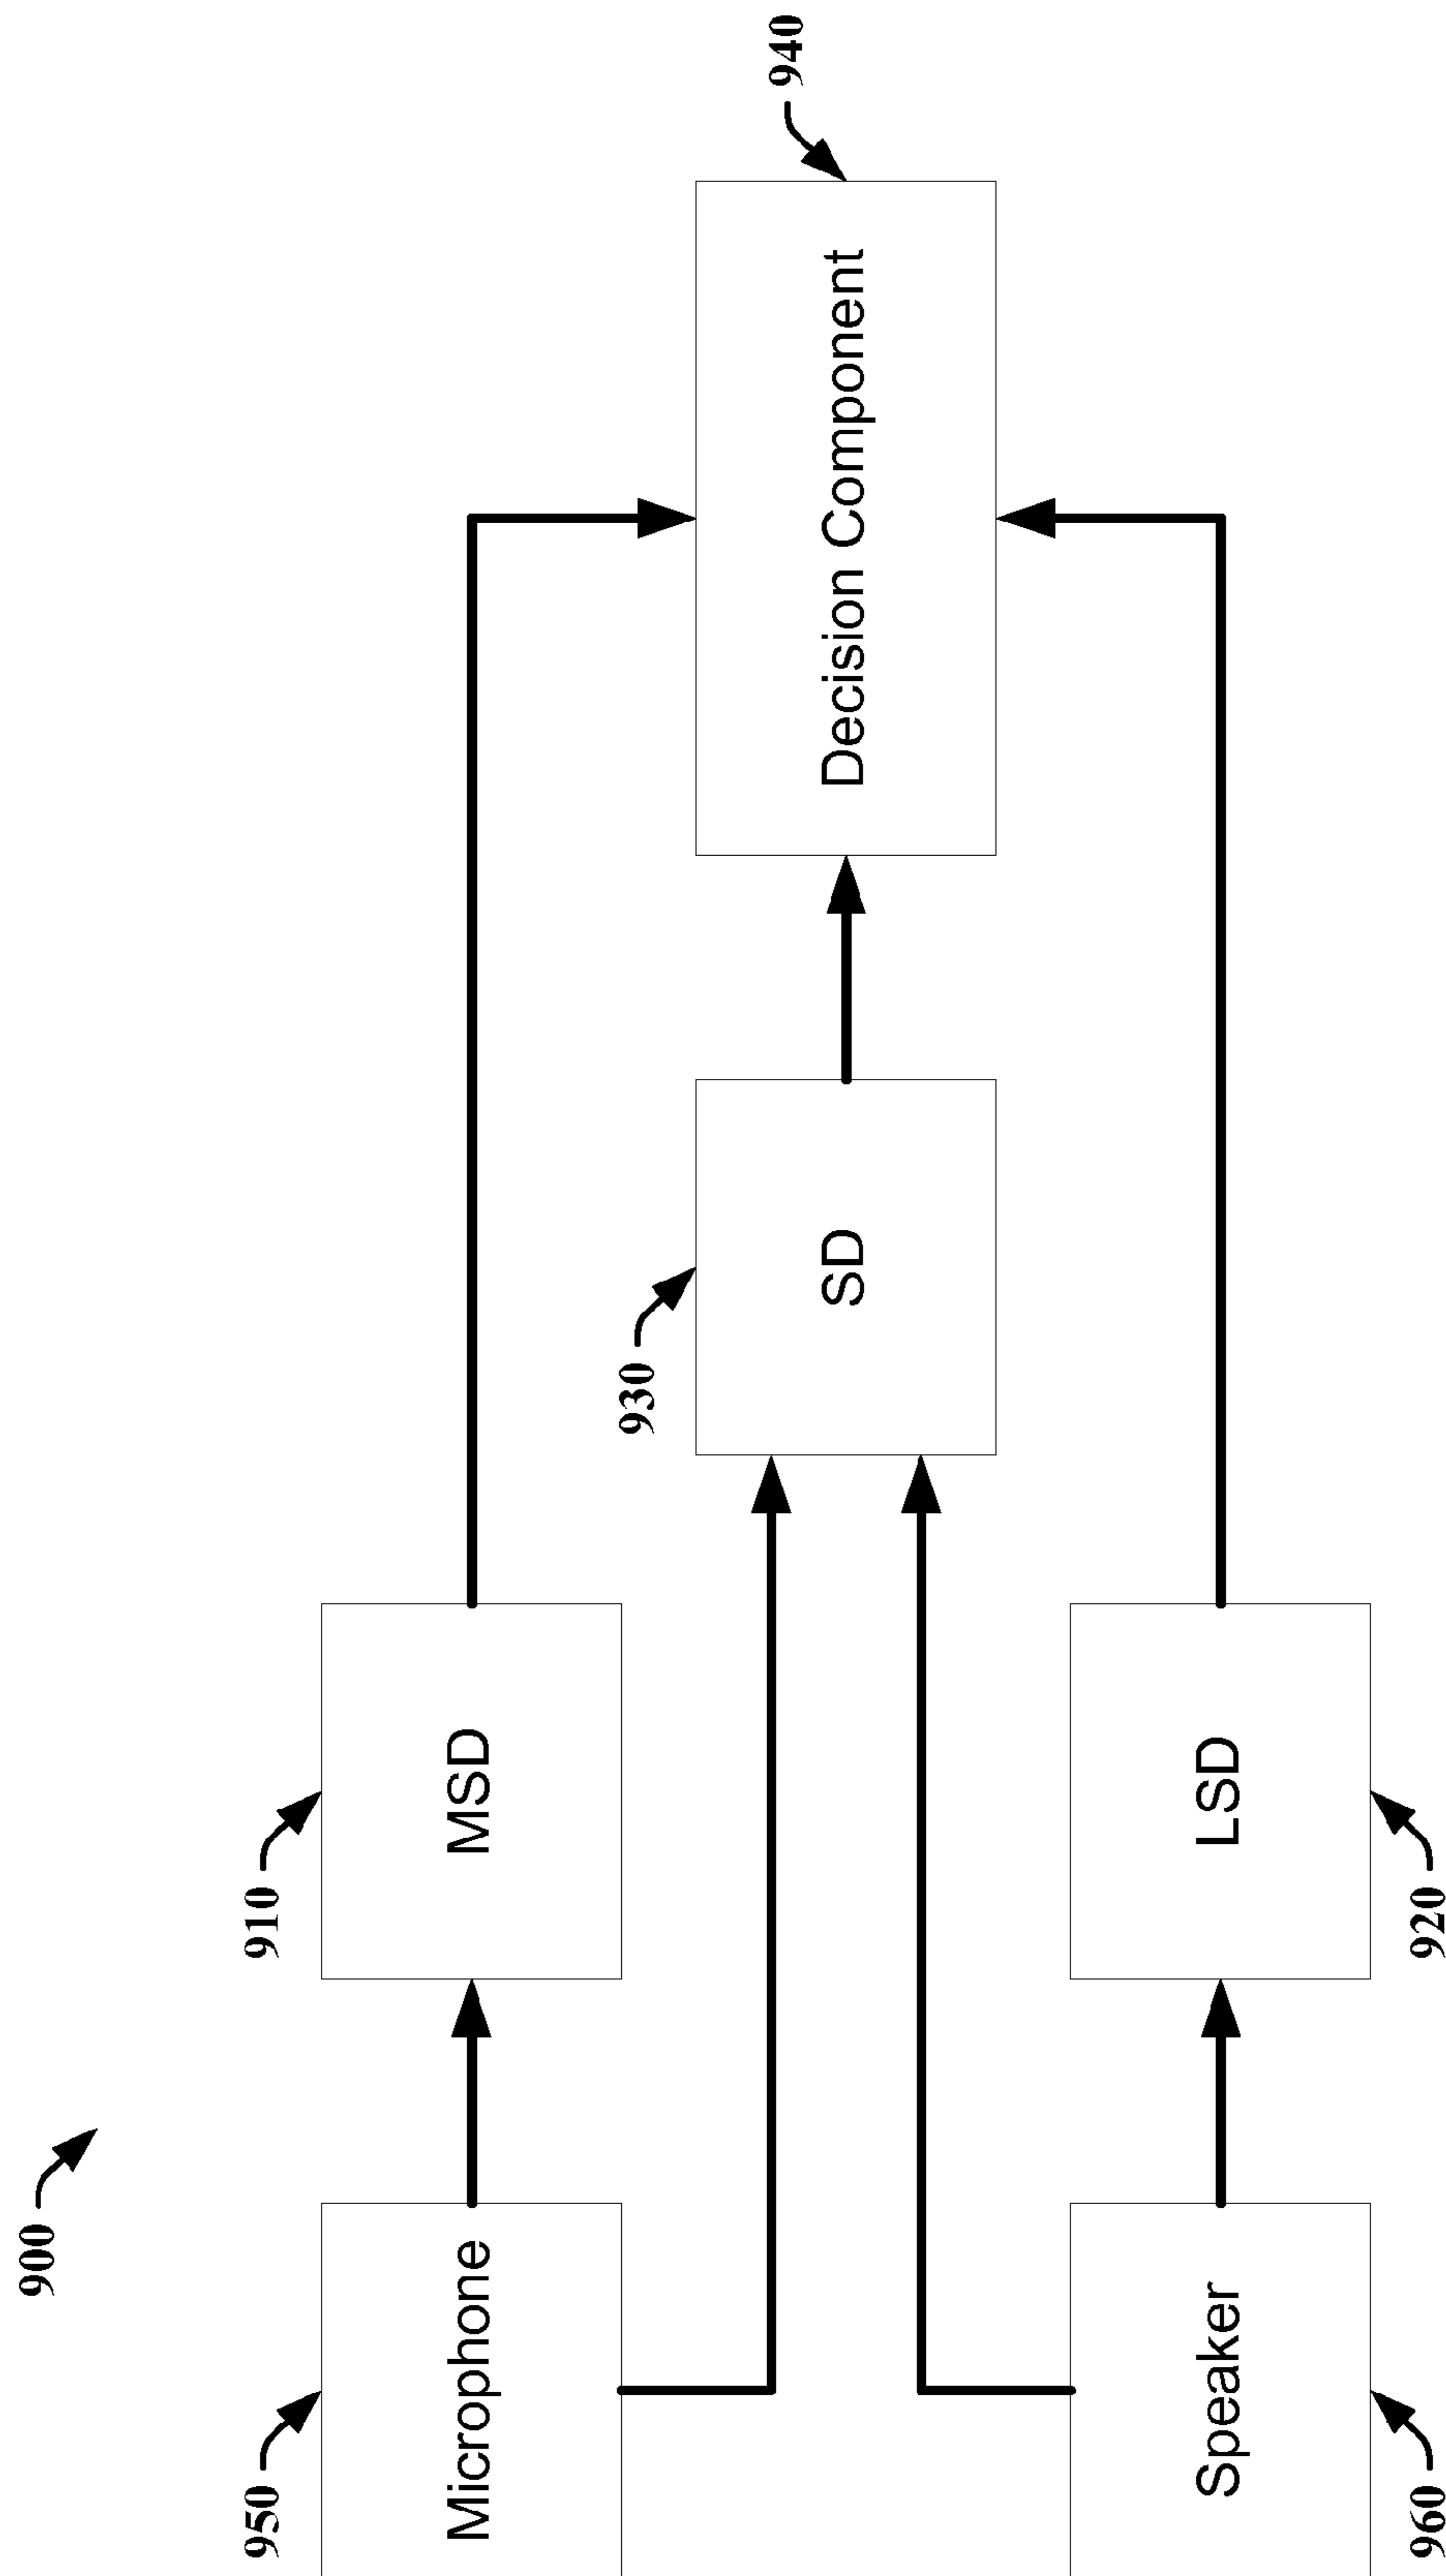 900
950
Microphone
910
MSD
930
SD
940
Decision Component
Speaker
960
LSD
920